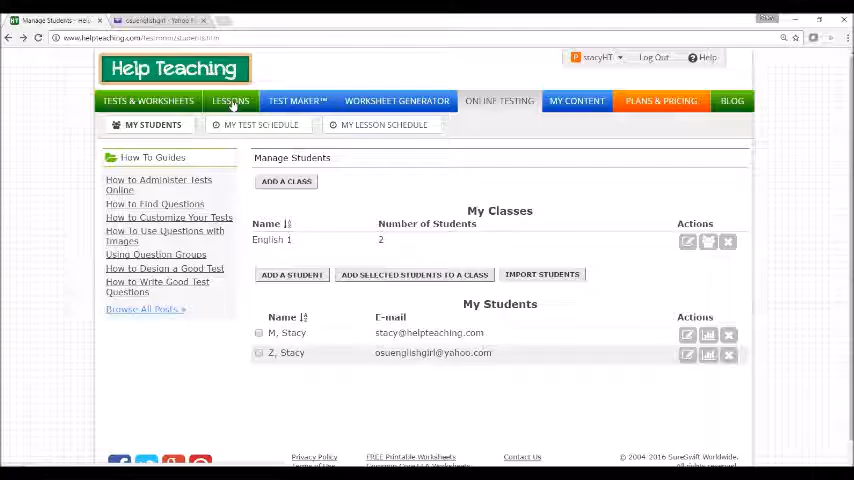 Manage Students - Help
osuenglishgirl - Yahoo
www.helpteaching.com/testmom/students.htm
Help Teaching
stacyHT
Log Out
Help
TESTS & WORKSHEETS
LESSONS
TEST MAKER™
WORKSHEET GENERATOR
ONLINE TESTING
MY CONTENT
PLANS & PRICING
BLOG
MY STUDENTS
MY TEST SCHEDULE
MY LESSON SCHEDULE
How To Guides
How to Administer Tests
Online
How to Find Questions
How to Customize Your Tests
How To Use Questions with
Images
Using Question Groups
How to Design a Good Test
How to Write Good Test
Questions
Browse All Posts »
Manage Students
ADD A CLASS
My Classes
Name
Number of Students
Actions
English 1
2
ADD A STUDENT
ADD SELECTED STUDENTS TO A CLASS
IMPORT STUDENTS
My Students
Name
E-mail
Actions
M, Stacy
stacy@helpteaching.com
Z, Stacy
osuenglishgirl@yahoo.com
Privacy Policy
FREE Printable Worksheets
Contact Us
© 2004-2016 SureSwift Worldwide.